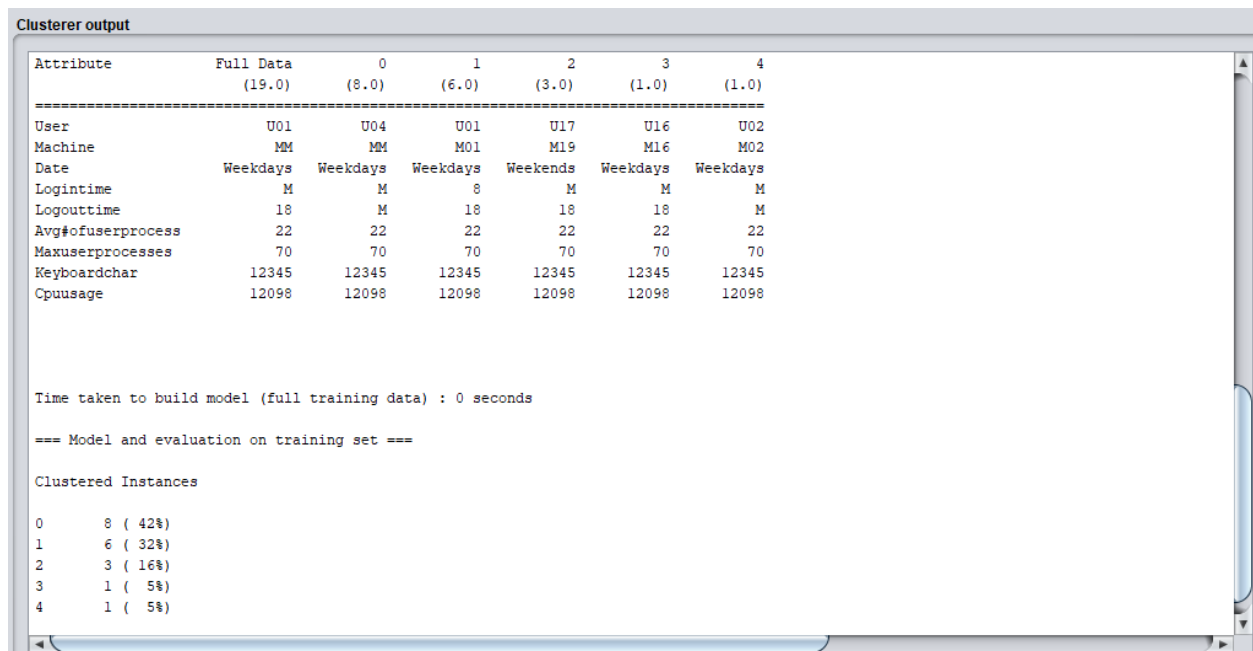 Clusterer output
Attribute Full Data 0 1 2 3 4
(19.0) (8.0) (6.0) (3.0) (1.0) (1.0)
==========================================================================================
User U01 U04 U01 U17 U16 U02
Machine MM MM M01 M19 M16 M02
Date Weekdays Weekdays Weekdays Weekends Weekdays Weekdays
Logintime M M 8 M M M
Logouttime 18 M 18 18 18 M
Avg#ofuserprocess 22 22 22 22 22 22
Maxuserprocesses 70 70 70 70 70 70
Keyboardchar 12345 12345 12345 12345 12345 12345
Cpuusage 12098 12098 12098 12098 12098 12098
Time taken to build model (full training data) : 0 seconds
=== Model and evaluation on training set ===
Clustered Instances
0 8 ( 42%)
1 6 ( 32%)
2 3 ( 16%)
3 1 ( 5%)
4 1 ( 5%)